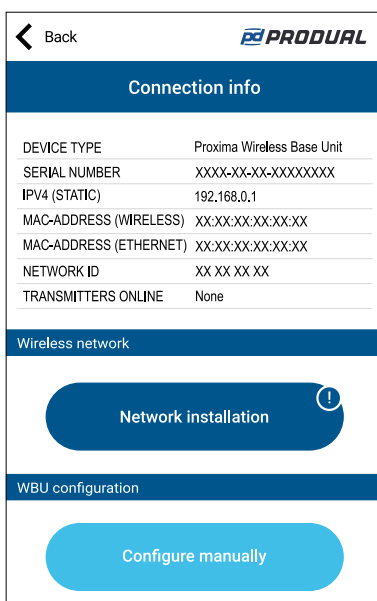 Back
PRODUAL
Connection info
DEVICE TYPE Proxima Wireless Base Unit
SERIAL NUMBER XXXX-XX-XX-XXXXXXXX
IPV4 (STATIC) 192.168.0.1
MAC-ADDRESS (WIRELESS) XX:XX:XX:XX:XX:XX
MAC-ADDRESS (ETHERNET) XX:XX:XX:XX:XX:XX
NETWORK ID XX XX XX XX
TRANSMITTERS ONLINE None
Wireless network
!
Network installation
WBU configuration
Configure manually